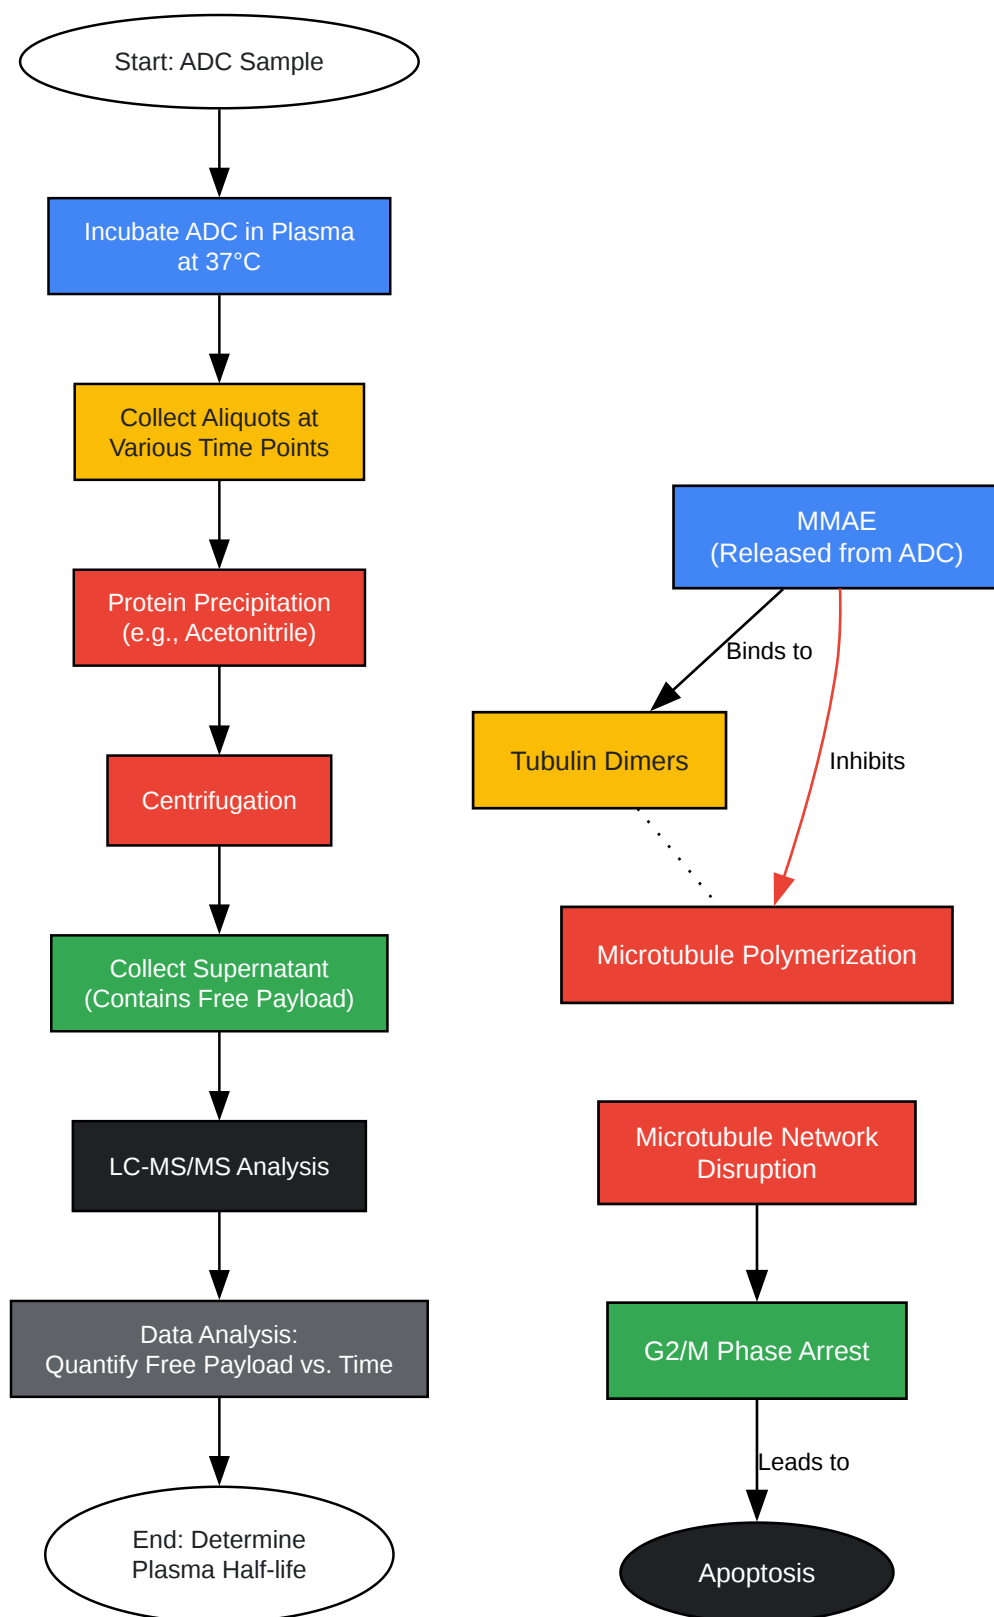 Start: ADC Sample
Incubate ADC in Plasma
at 37°C
Collect Aliquots at
Various Time Points
Protein Precipitation
(e.g., Acetonitrile)
Centrifugation
Collect Supernatant
(Contains Free Payload)
LC-MS/MS Analysis
Data Analysis:
Quantify Free Payload vs. Time
End: Determine
Plasma Half-life
MMAE
(Released from ADC)
Binds to
Tubulin Dimers
Inhibits
Microtubule Polymerization
Microtubule Network
Disruption
G2/M Phase Arrest
Leads to
Apoptosis